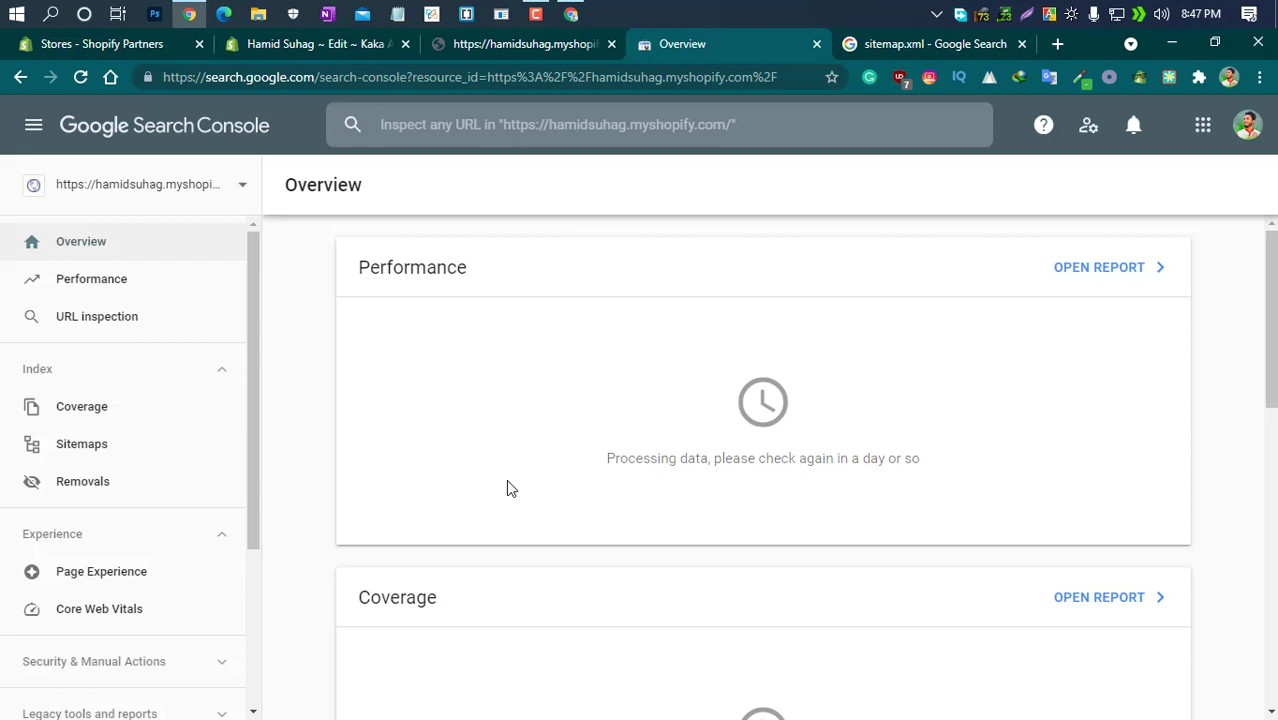 8:47 PM
Stores - Shopify Partners
Hamid Suhag ~ Edit ~ Kaka A
https://hamidsuhag.myshopif
Overview
sitemap.xml - Google Search
https://search.google.com/search-console?resource_id=https%3A%2F%2Fhamidsuhag.myshopify.com%2F
7
Google Search Console
Inspect any URL in "https://hamidsuhag.myshopify.com/"
https://hamidsuhag.myshopi...
Overview
Overview
Performance
URL inspection
Index
Coverage
Sitemaps
Removals
Experience
Page Experience
Core Web Vitals
Security & Manual Actions
Legacy tools and reports
Performance
OPEN REPORT
Processing data, please check again in a day or so
Coverage
OPEN REPORT